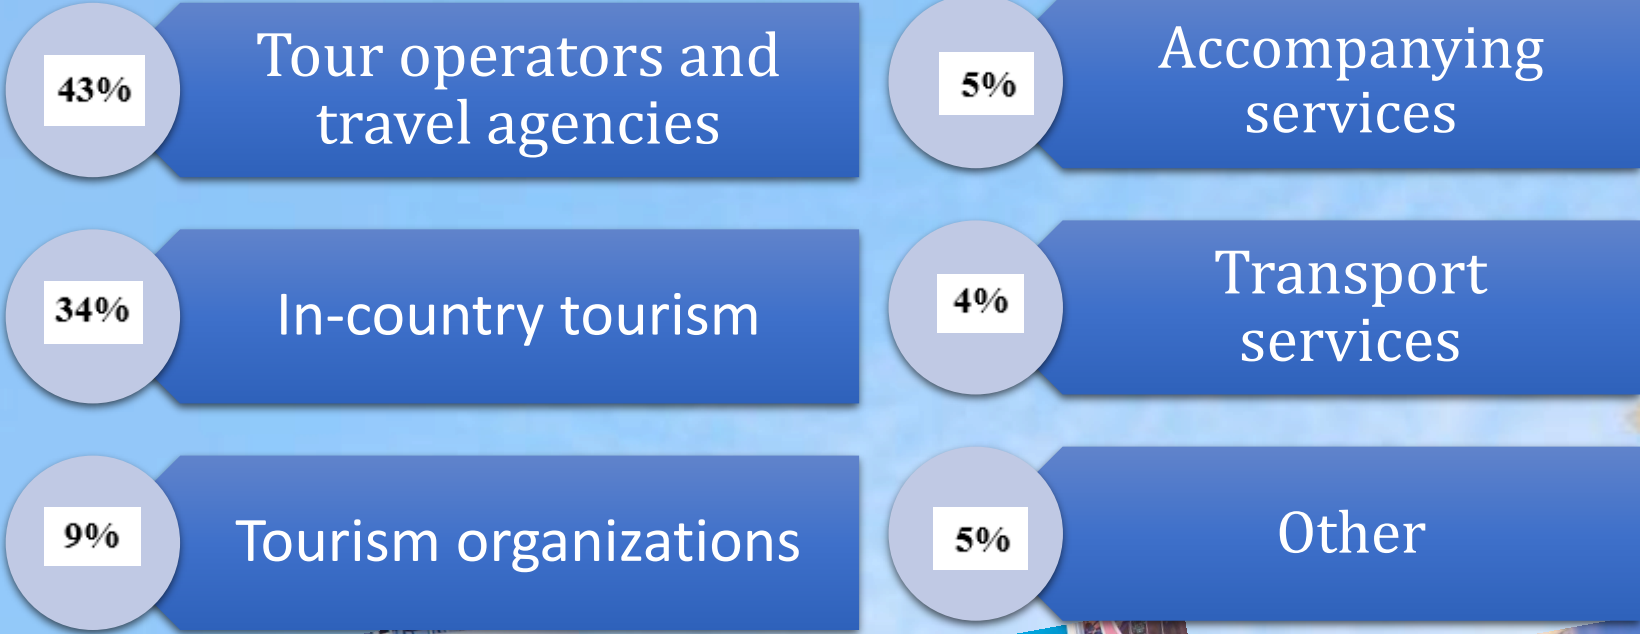 43%
Tour operators and
travel agencies
34%
In-country tourism
9%
Tourism organizations
5%
Accompanying
services
4%
Transport
services
5%
Other